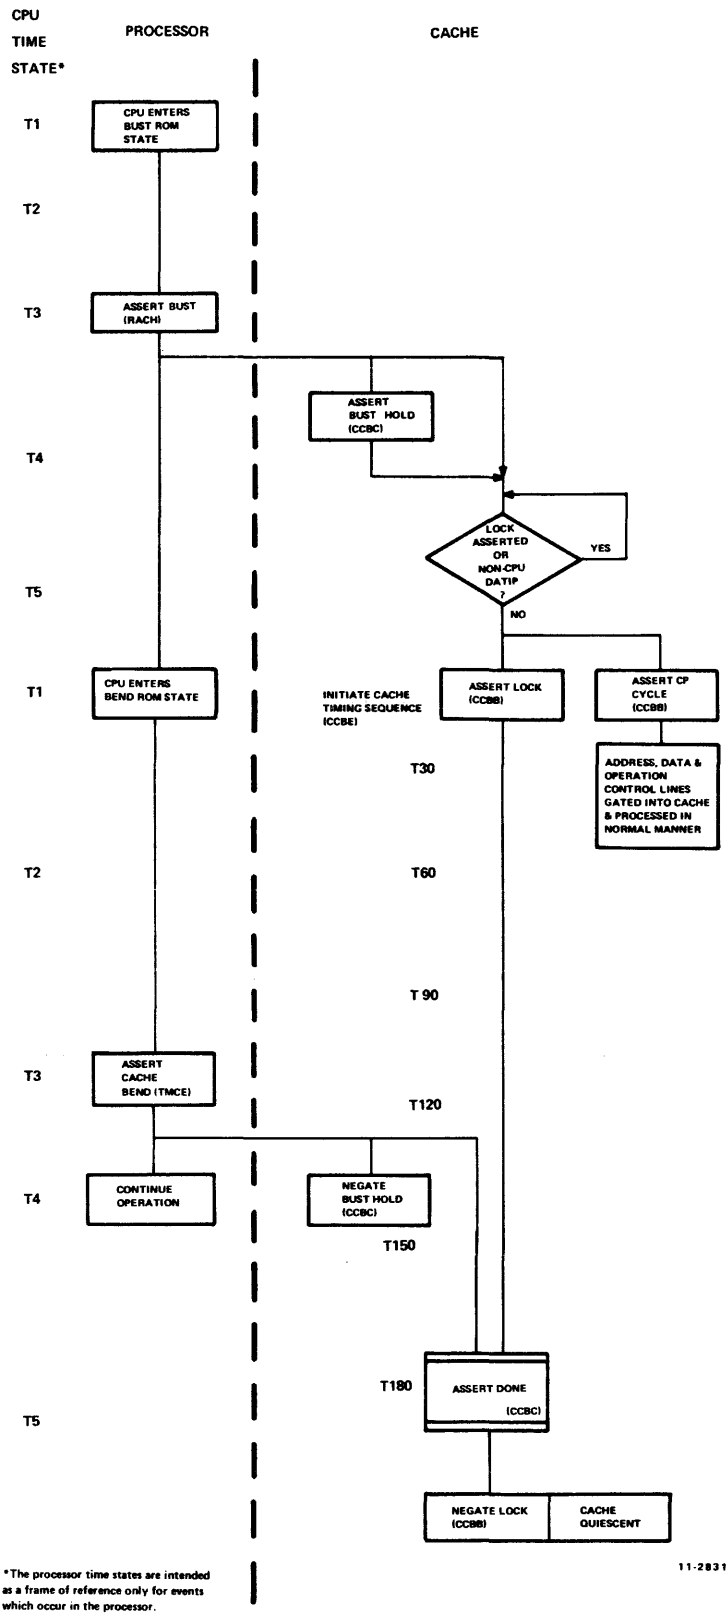 CPU
TIME
STATE*
PROCESSOR
CACHE
T1
CPU ENTERS
BUST ROM
STATE
T2
T3
ASSERT BUST
(RACH)
ASSERT
BUST HOLD
(CCBC)
T4
LOCK
ASSERTED
OR
NON-CPU
DATIP
?
YES
T5
NO
T1
CPU ENTERS
BEND ROM STATE
INITIATE CACHE
TIMING SEQUENCE
(CCBE)
ASSERT LOCK
(CCBB)
ASSERT CP
CYCLE
(CCBB)
T30
ADDRESS, DATA &
OPERATION
CONTROL LINES
GATED INTO CACHE
& PROCESSED IN
NORMAL MANNER
T2
T60
T 90
T3
ASSERT
CACHE
BEND (TMCE)
T120
T4
CONTINUE
OPERATION
NEGATE
BUST HOLD
(CCBC)
T150
T180
ASSERT DONE
(CCBC)
T5
NEGATE LOCK
(CCBB)
CACHE
QUIESCENT
11-2831
*The processor time states are intended
as a frame of reference only for events
which occur in the processor.